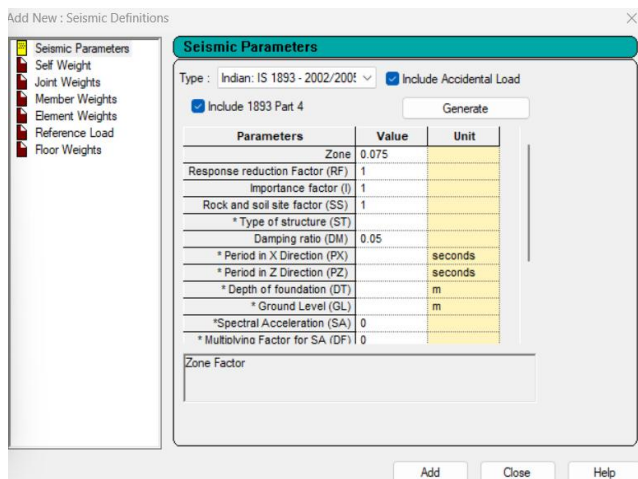 Add New : Seismic Definitions
Seismic Parameters
Self Weight
Joint Weights
Member Weights
Element Weights
Reference Load
Floor Weights
Seismic Parameters
Type : Indian: IS 1893 - 2002/200 Include Accidental Load
Include 1893 Part 4 Generate
Parameters Value Unit
Zone 0.075
Response reduction Factor (RF) 1
Importance factor (I) 1
Rock and soil site factor (SS) 1
* Type of structure (ST)
Damping ratio (DM) 0.05
* Period in X Direction (PX) seconds
* Period in Z Direction (PZ) seconds
* Depth of foundation (DT) m
* Ground Level (GL) m
*Spectral Acceleration (SA) 0
* Multiplying Factor for SA (DF) 0
Zone Factor
Add Close Help